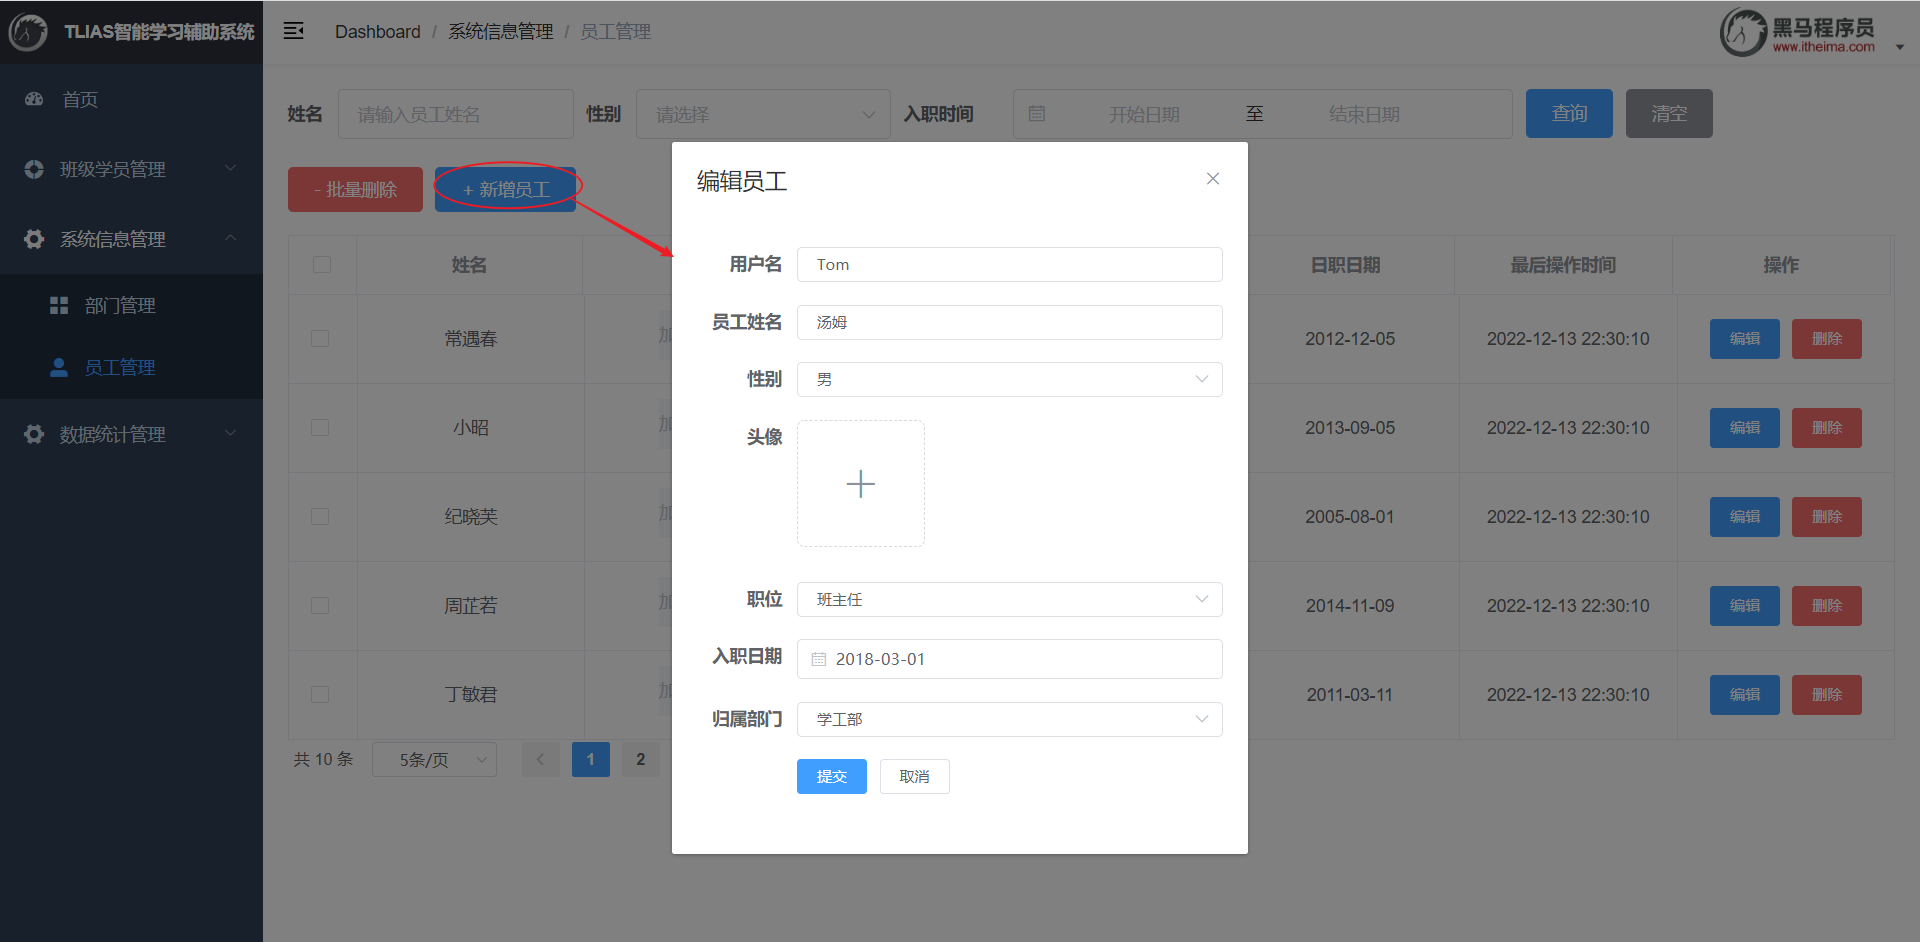 TLIAS智能学习辅助系统
Dashboard / 系统信息管理 / 员工管理
黑马程序员
www.itheima.com
首页
班级学员管理
系统信息管理
部门管理
员工管理
数据统计管理
姓名 请输入员工姓名 性别 请选择 入职时间 开始日期 至 结束日期 查询 清空
- 批量删除 + 新增员工
姓名 日职日期 最后操作时间 操作
常遇春 加 2012-12-05 2022-12-13 22:30:10 编辑 删除
小昭 加 2013-09-05 2022-12-13 22:30:10 编辑 删除
纪晓芙 加 2005-08-01 2022-12-13 22:30:10 编辑 删除
周芷若 加 2014-11-09 2022-12-13 22:30:10 编辑 删除
丁敏君 加 2011-03-11 2022-12-13 22:30:10 编辑 删除
共 10 条 5条/页 1 2
编辑员工
用户名 Tom
员工姓名 汤姆
性别 男
头像
职位 班主任
入职日期 2018-03-01
归属部门 学工部
提交 取消